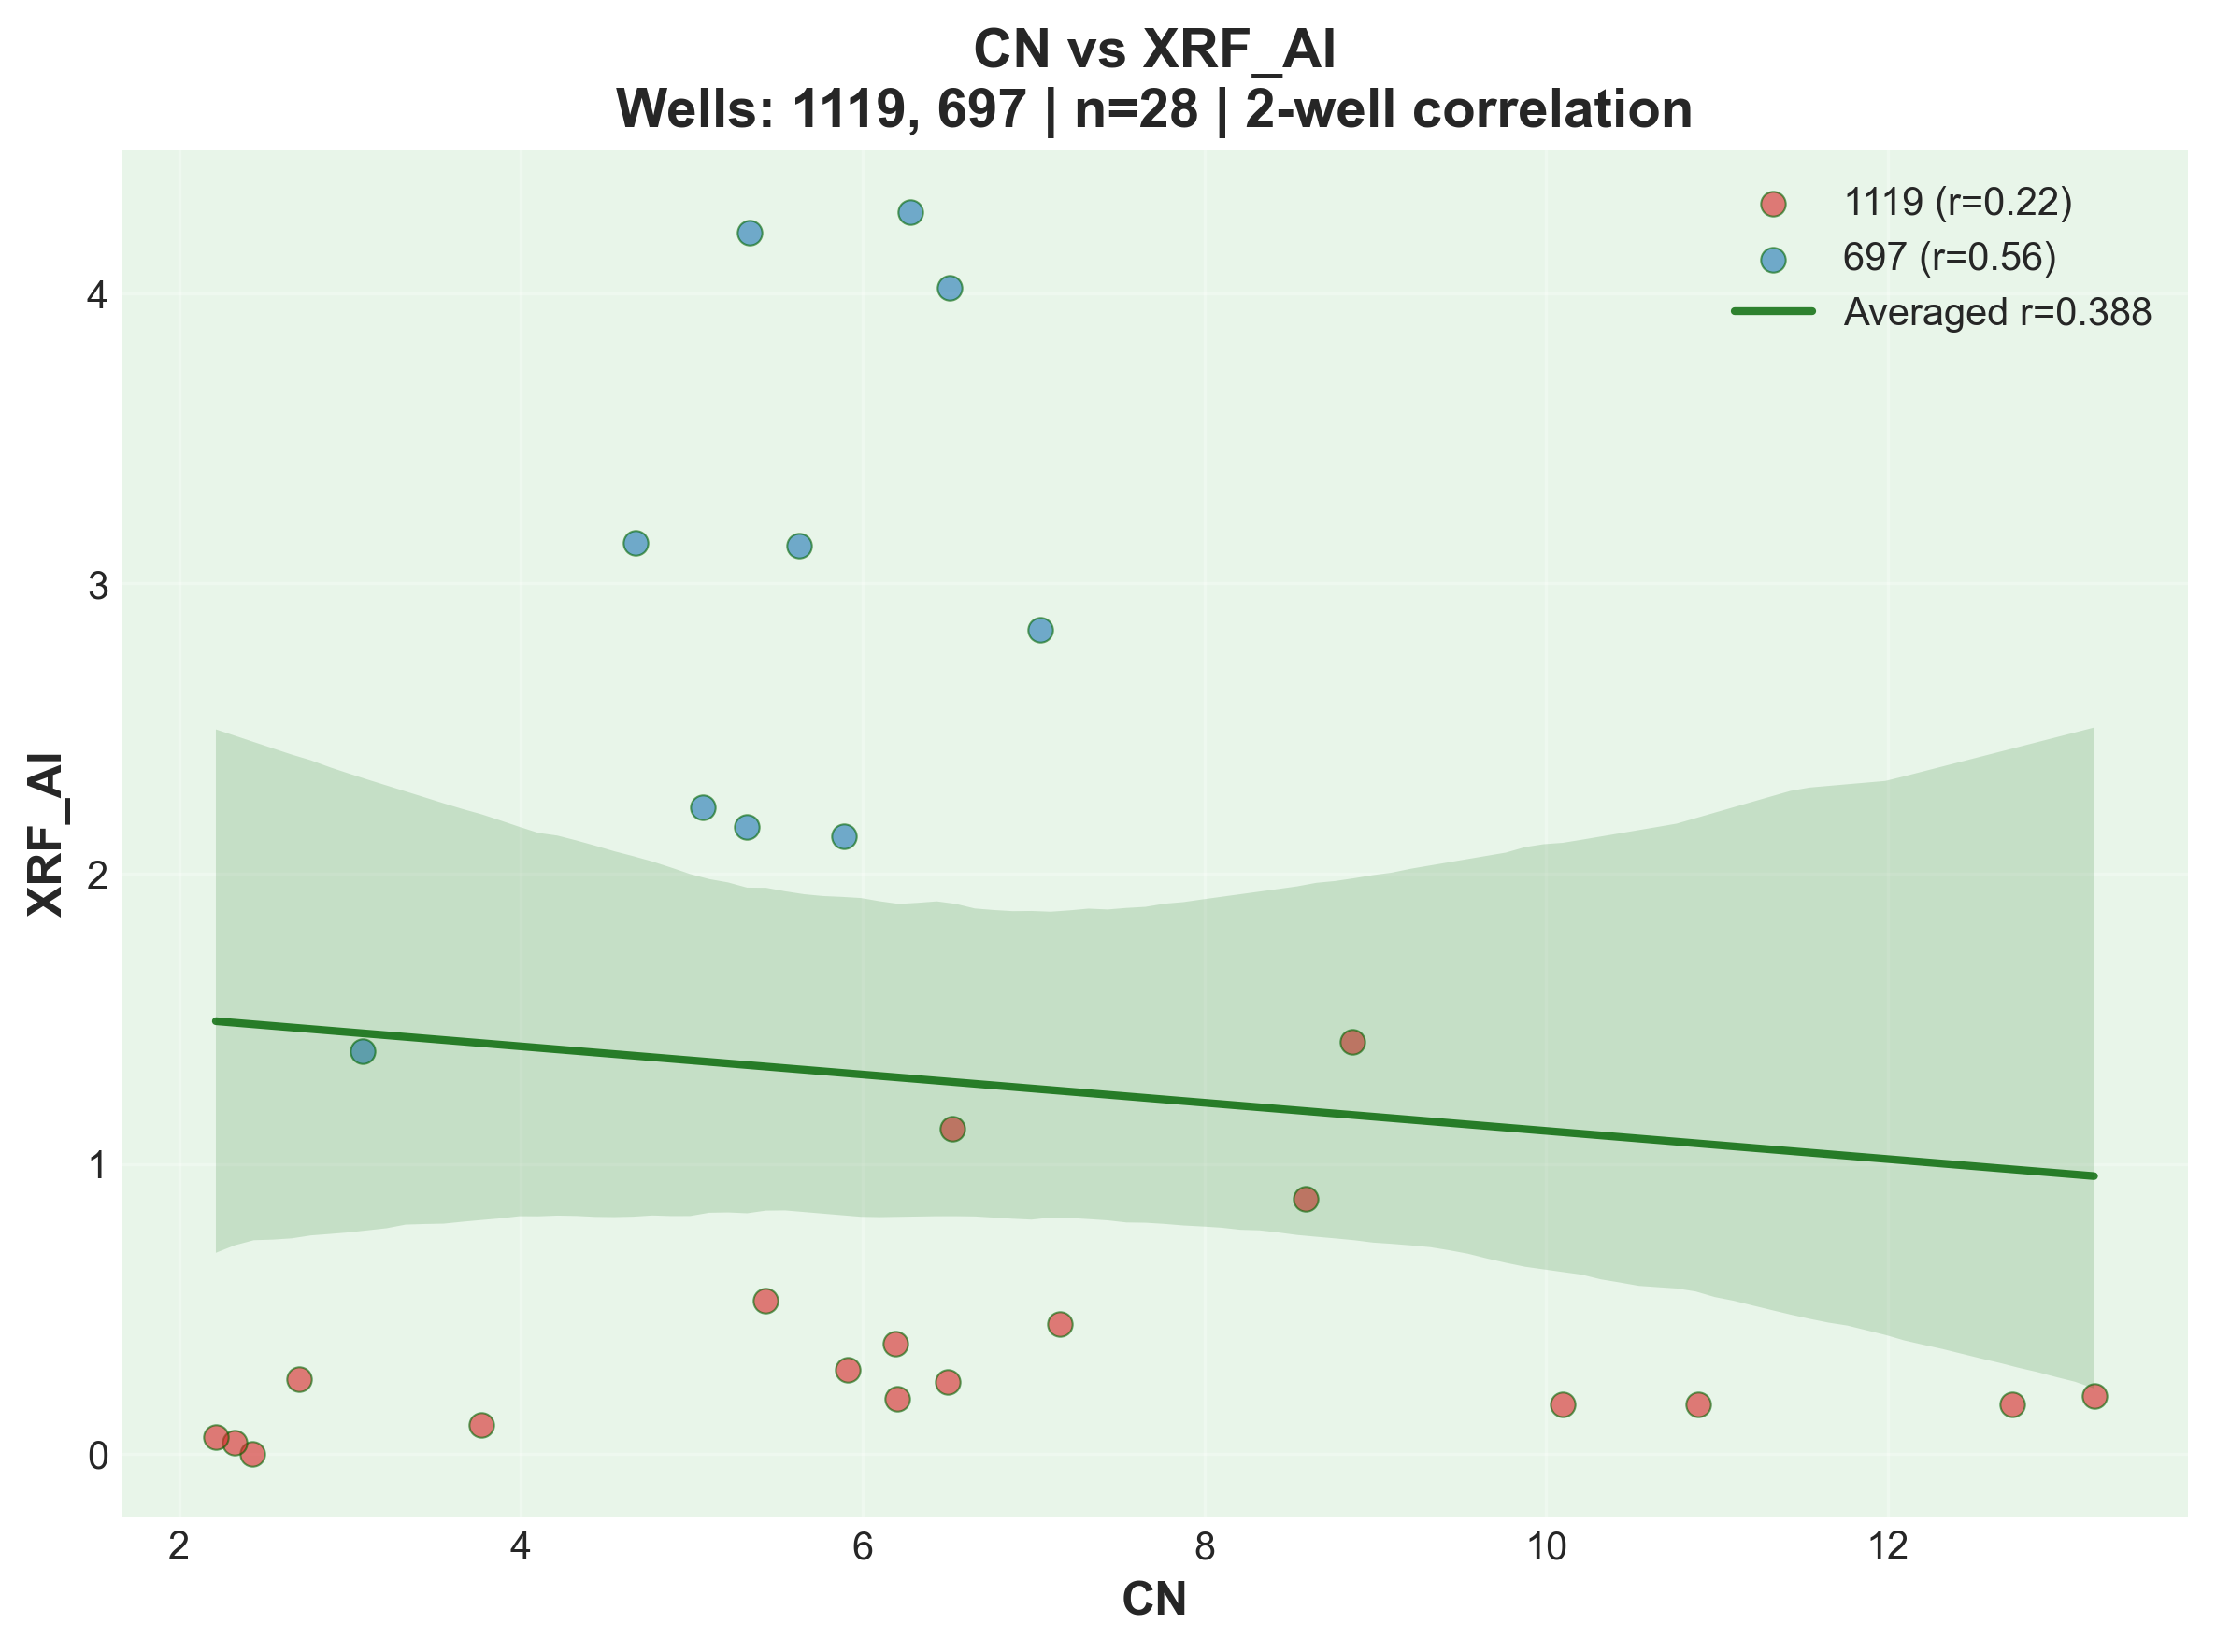 CN vs XRF_Al
Wells: 1119, 697 | n=28 | 2-well correlation
1119 (r=0.22)
697 (r=0.56)
Averaged r=0.388
4
3
2
1
0
XRF_Al
2
4
6
8
10
12
CN